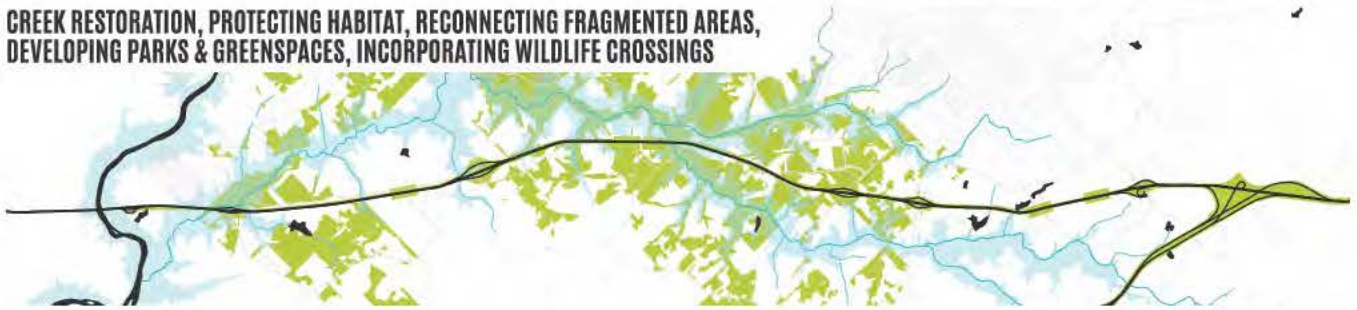 CREEK RESTORATION, PROTECTING HABITAT, RECONNECTING FRAGMENTED AREAS,
DEVELOPING PARKS & GREENSPACES, INCORPORATING WILDLIFE CROSSINGS